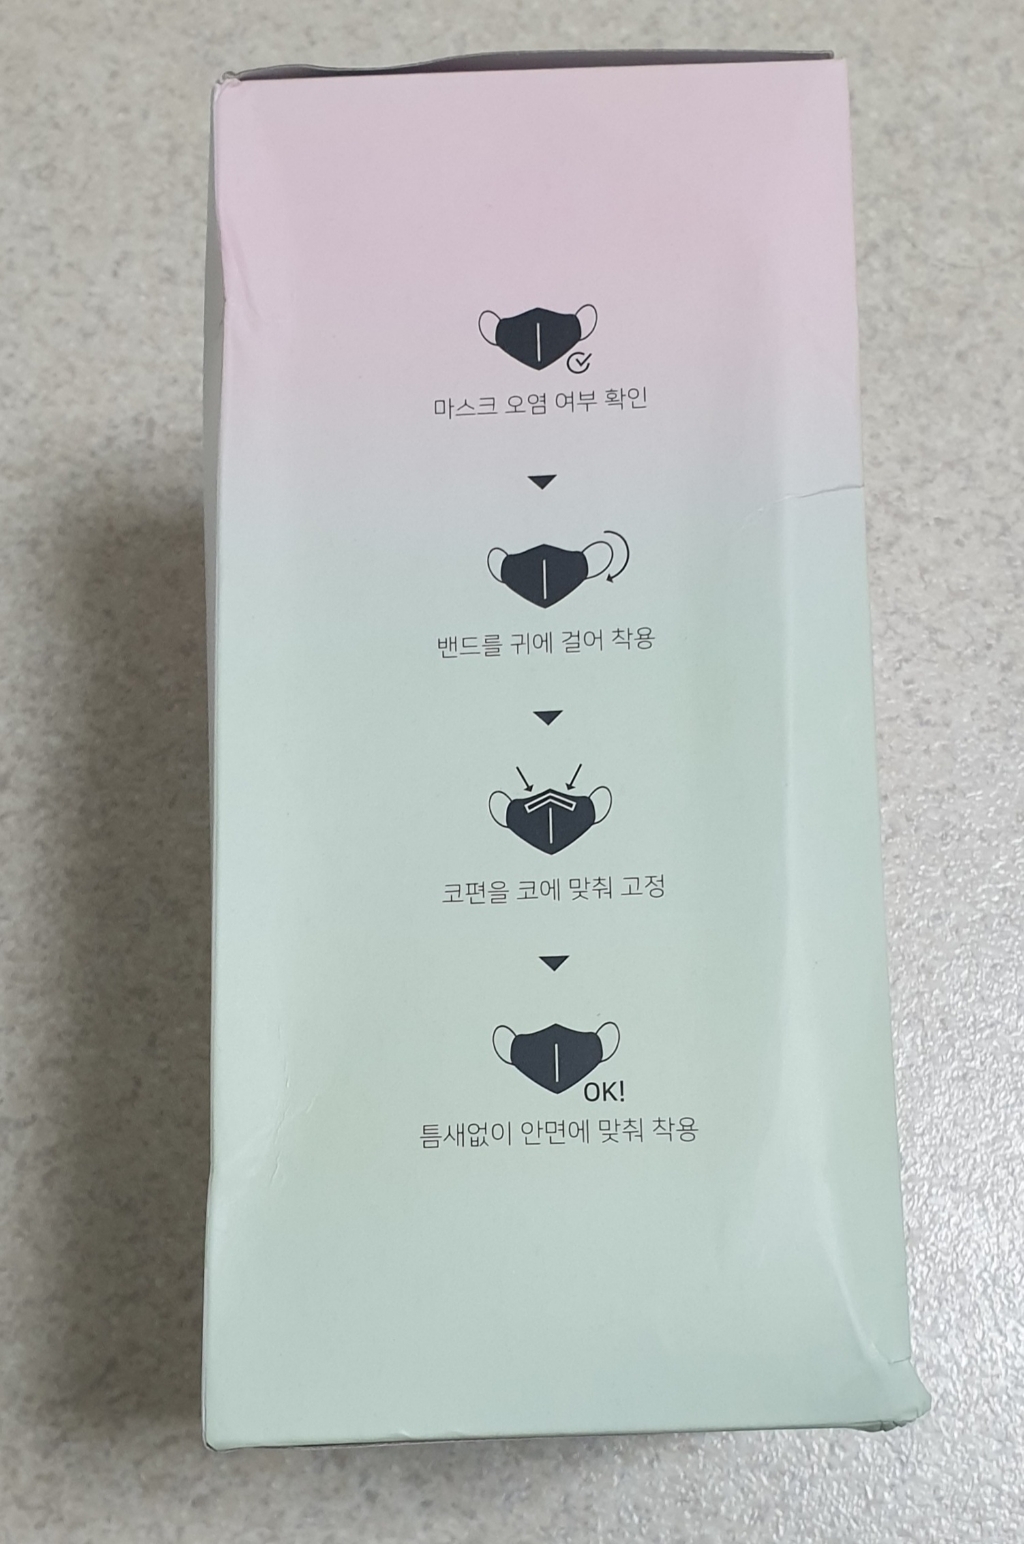 마스크 오염 여부 확인
밴드를 귀에 걸어 착용
코편을 코에 맞춰 고정
OK!
틈새없이 안면에 맞춰 착용